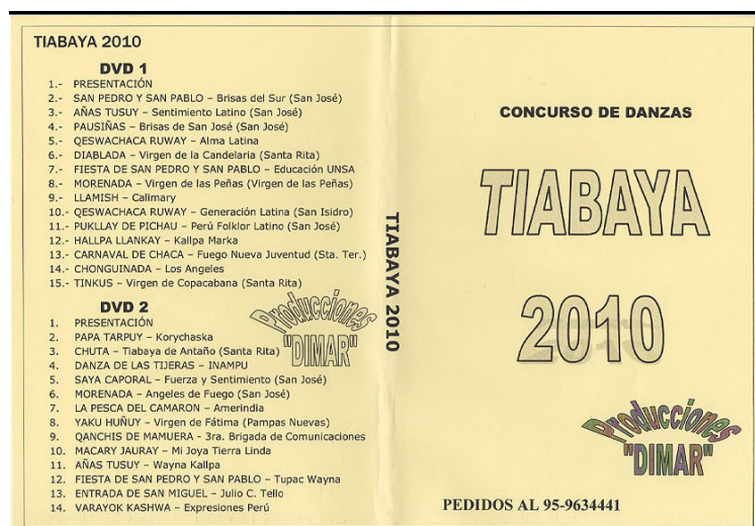 TIABAYA 2010
DVD 1
1.- PRESENTACIÓN
2.- SAN PEDRO Y SAN PABLO – Brisas del Sur (San José)
3.- AÑAS TUSUY – Sentimiento Latino (San José)
4.- PAUSIÑAS – Brisas de San José (San José)
5.- QESWACHACA RUWAY – Alma Latina
6.- DIABLADA – Virgen de la Candelaria (Santa Rita)
7.- FIESTA DE SAN PEDRO Y SAN PABLO – Educación UNSA
8.- MORENADA – Virgen de las Peñas (Virgen de las Peñas)
9.- LLAMISH – Calimary
10.- QESWACHACA RUWAY – Generación Latina (San Isidro)
11.- PUKLLAY DE PICHAU – Perú Folklor Latino (San José)
12.- HALLPA LLANKAY – Kallpa Marka
13.- CARNAVAL DE CHACA – Fuego Nueva Juventud (Sta. Ter.)
14.- CHONGUINADA – Los Angeles
15.- TINKUS – Virgen de Copacabana (Santa Rita)
DVD 2
1. PRESENTACIÓN
2. PAPA TARPUY – Korychaska
3. CHUTA – Tiabaya de Antaño (Santa Rita)
4. DANZA DE LAS TIJERAS – INAMPU
5. SAYA CAPORAL – Fuerza y Sentimiento (San José)
6. MORENADA – Angeles de Fuego (San José)
7. LA PESCA DEL CAMARON – Amerindia
8. YAKU HUÑUY – Virgen de Fátima (Pampas Nuevas)
9. QANCHIS DE MAMUERA - 3ra. Brigada de Comunicaciones
10. MACARY JAURAY – Mi Joya Tierra Linda
11. AÑAS TUSUY – Wayna Kallpa
12. FIESTA DE SAN PEDRO Y SAN PABLO – Tupac Wayna
13. ENTRADA DE SAN MIGUEL – Julio C. Tello
14. VARAYOK KASHWA – Expresiones Perú
Producciones
"DIMAR"
TIABAYA 2010
CONCURSO DE DANZAS
TIABAYA
2010
Producciones
"DIMAR"
PEDIDOS AL 95-9634441